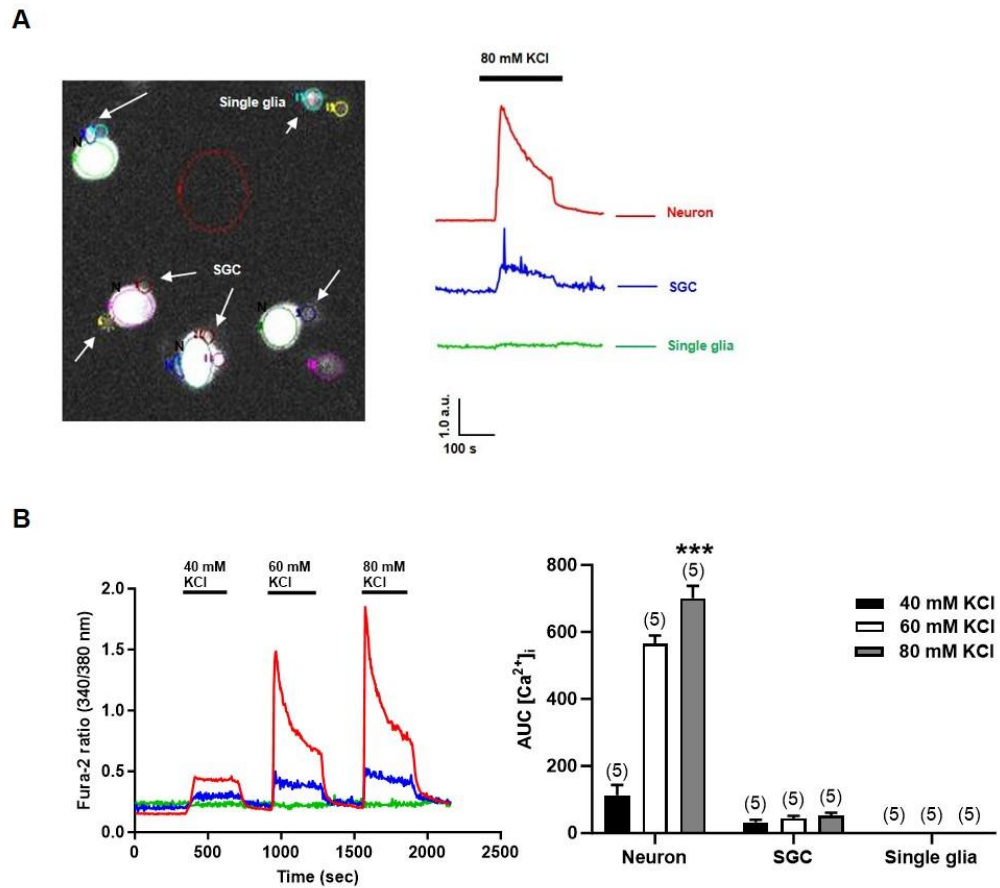 A
80 mM KCl
Single glia
N
SGC
N
N
N
Neuron
SGC
Single glia
1.0 a.u.
100 s
B
40 mM
KCl
60 mM
KCl
80 mM
KCl
2.0
1.5
1.0
0.5
0.0
Fura-2 ratio (340/380 nm)
0 500 1000 1500 2000 2500
Time (sec)
800
600
400
200
0
AUC [Ca²⁺]ᵢ
(5) (5) (5)
***
(5) (5) (5)
(5) (5) (5)
Neuron SGC Single glia
40 mM KCl
60 mM KCl
80 mM KCl